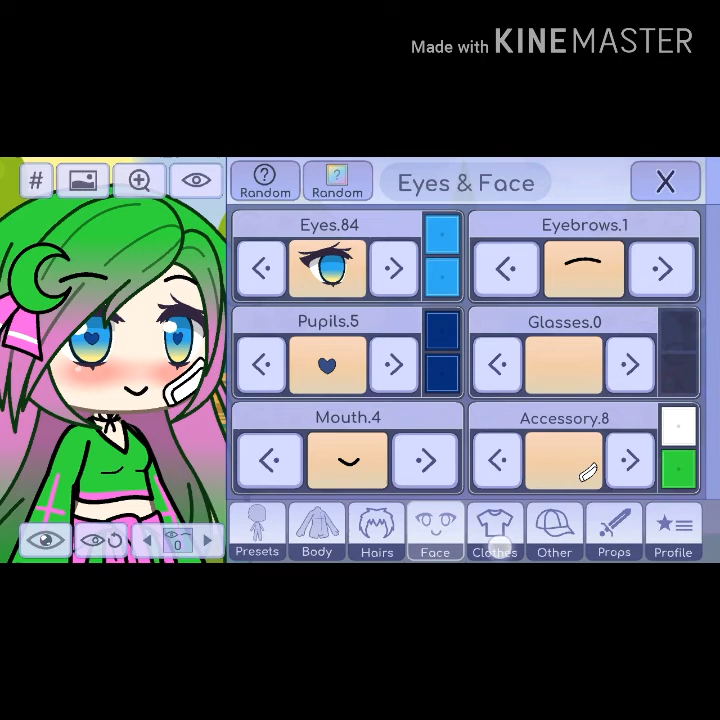 Made with KINEMASTER
#
? Random
? Random
Eyes & Face
X
Eyes.84
Eyebrows.1
Pupils.5
Glasses.0
Mouth.4
Accessory.8
0
Presets
Body
Hairs
Face
Clothes
Other
Props
Profile